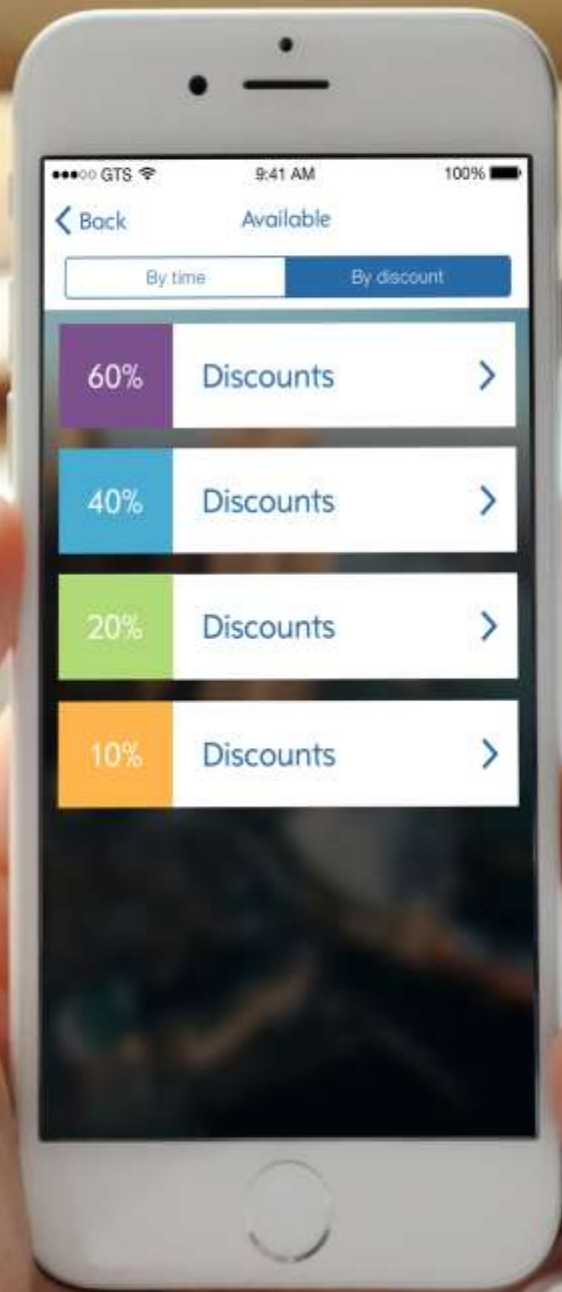 GTS 9:41 AM 100%
Back Available
By time By discount
60% Discounts
40% Discounts
20% Discounts
10% Discounts